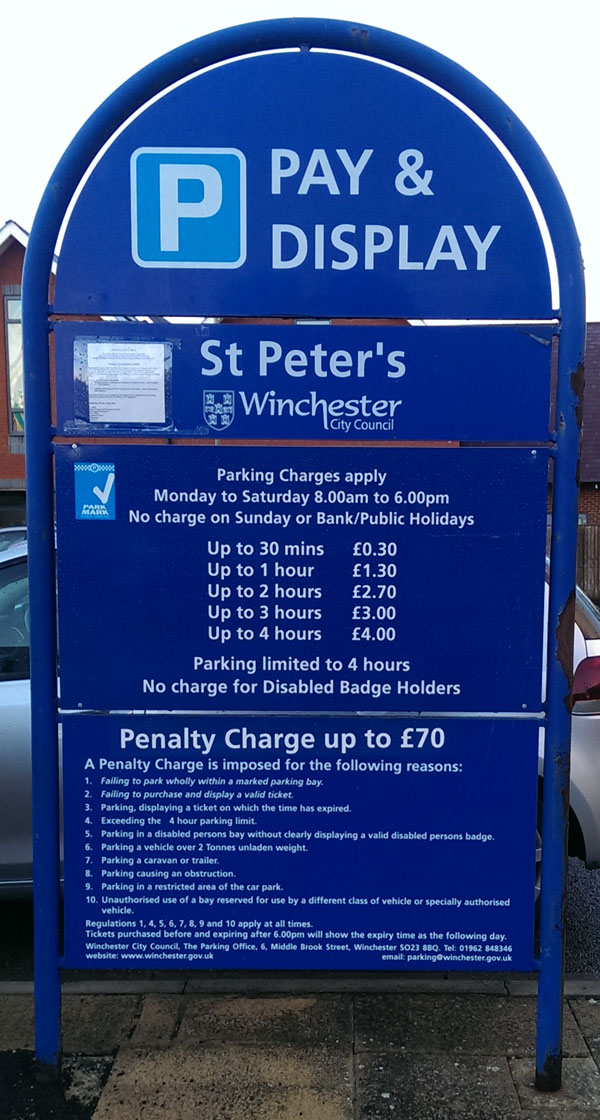 P
PAY &
DISPLAY
St Peter's
Winchester
City Council
PARK
MARK
Parking Charges apply
Monday to Saturday 8.00am to 6.00pm
No charge on Sunday or Bank/Public Holidays
Up to 30 mins £0.30
Up to 1 hour £1.30
Up to 2 hours £2.70
Up to 3 hours £3.00
Up to 4 hours £4.00
Parking limited to 4 hours
No charge for Disabled Badge Holders
Penalty Charge up to £70
A Penalty Charge is imposed for the following reasons:
1. Failing to park wholly within a marked parking bay.
2. Failing to purchase and display a valid ticket.
3. Parking, displaying a ticket on which the time has expired.
4. Exceeding the 4 hour parking limit.
5. Parking in a disabled persons bay without clearly displaying a valid disabled persons badge.
6. Parking a vehicle over 2 Tonnes unladen weight.
7. Parking a caravan or trailer.
8. Parking causing an obstruction.
9. Parking in a restricted area of the car park.
10. Unauthorised use of a bay reserved for use by a different class of vehicle or specially authorised
vehicle.
Regulations 1, 4, 5, 6, 7, 8, 9 and 10 apply at all times.
Tickets purchased before and expiring after 6.00pm will show the expiry time as the following day.
Winchester City Council, The Parking Office, 6, Middle Brook Street, Winchester SO23 8BQ. Tel: 01962 848346
website: www.winchester.gov.uk email: parking@winchester.gov.uk